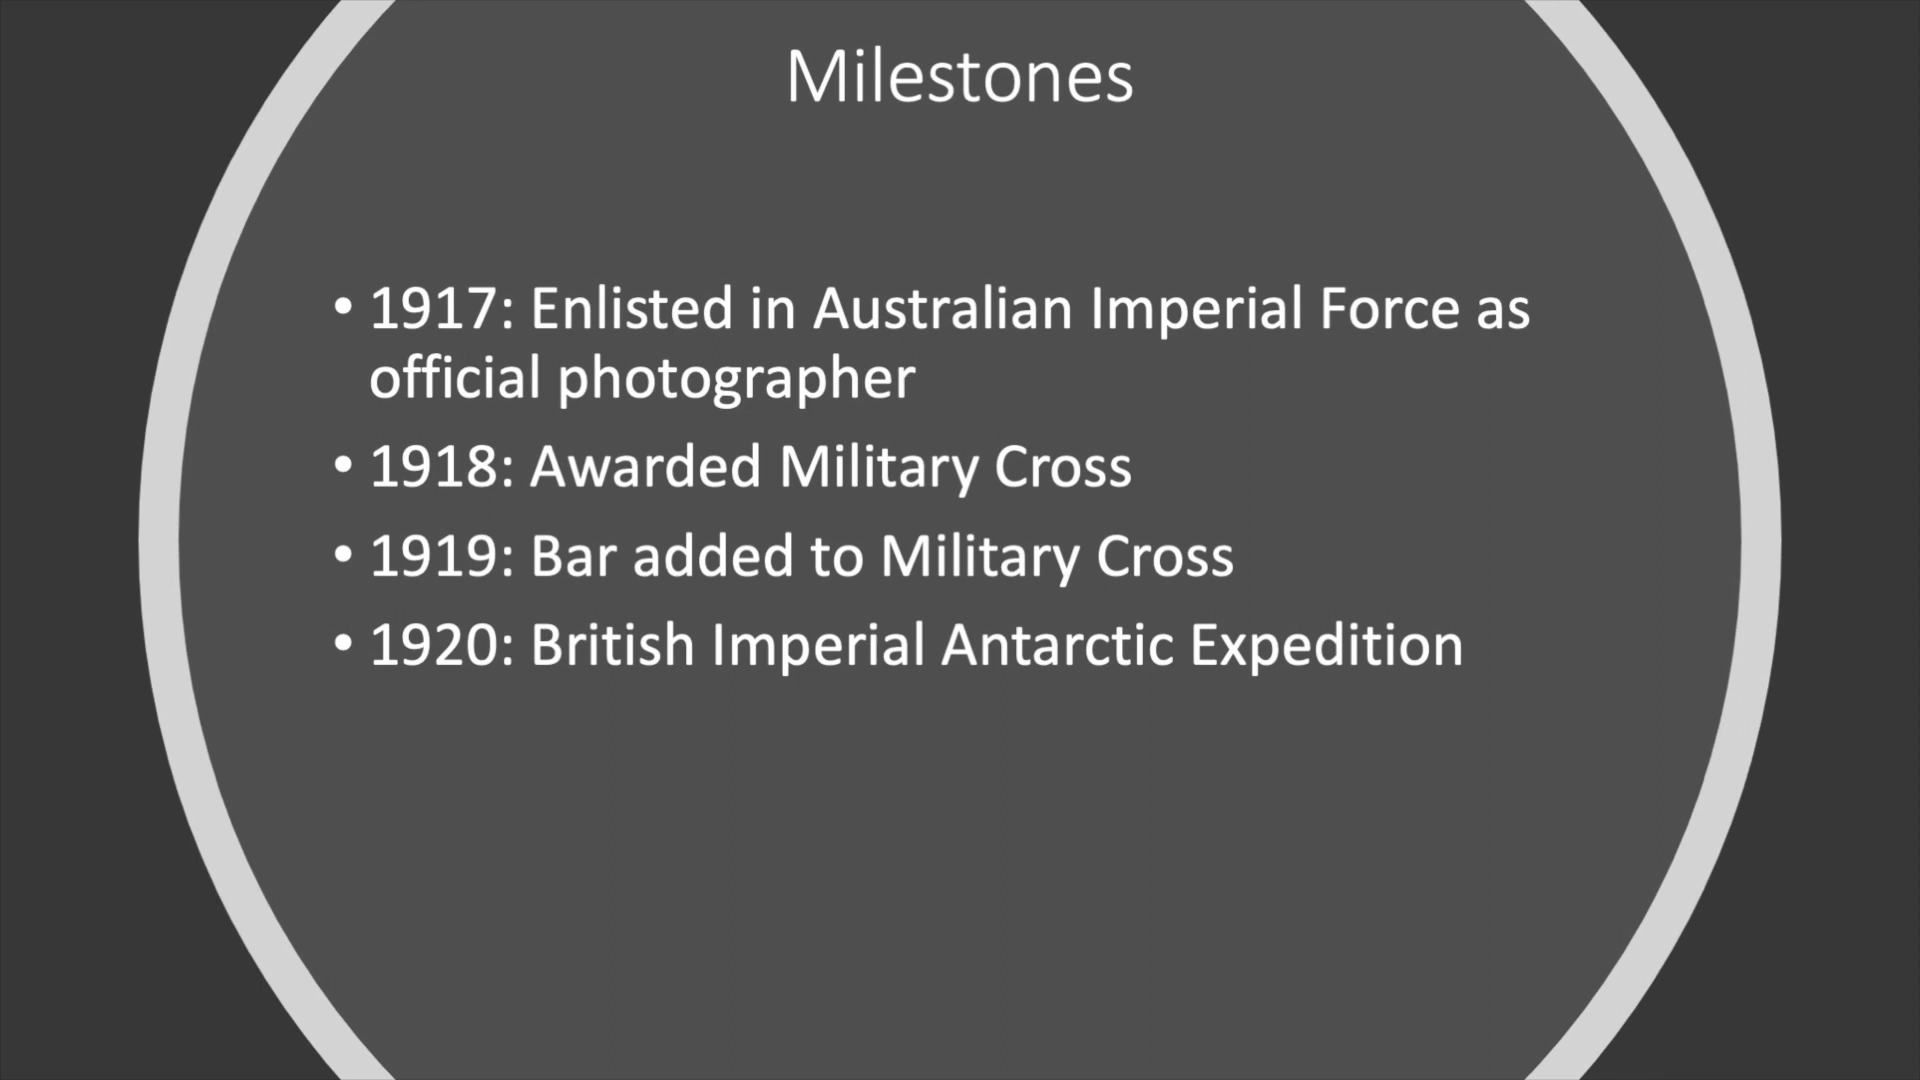 Milestones
• 1917: Enlisted in Australian Imperial Force as
official photographer
• 1918: Awarded Military Cross
• 1919: Bar added to Military Cross
• 1920: British Imperial Antarctic Expedition